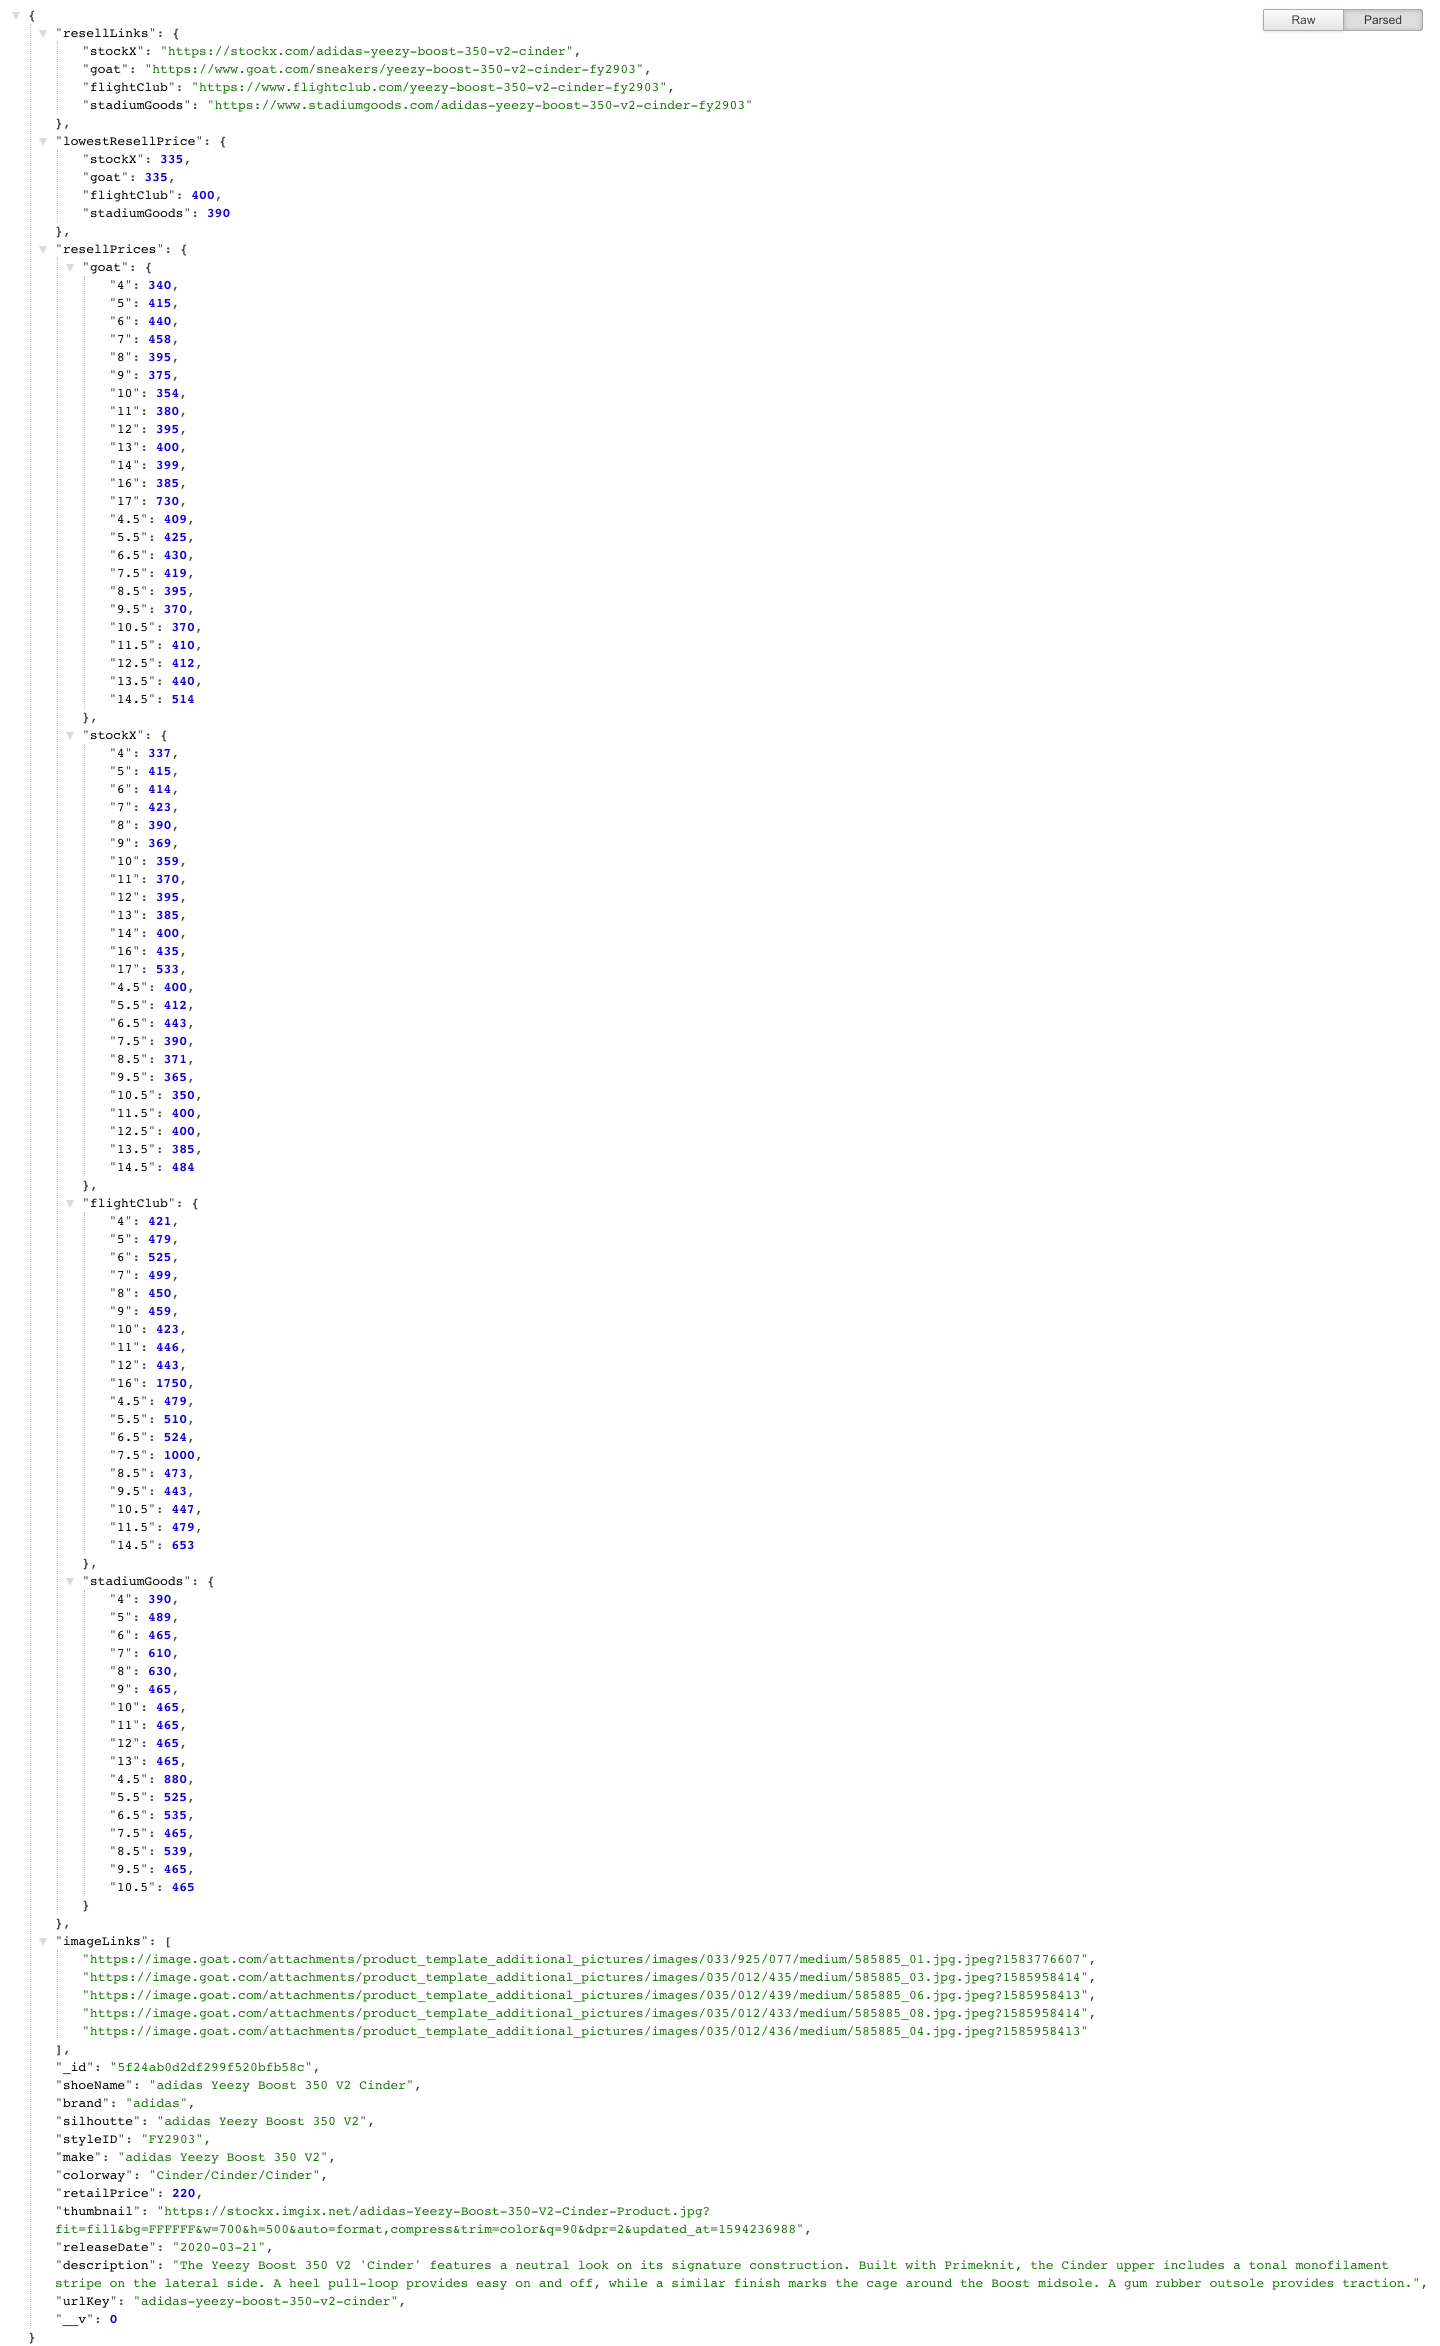 Raw Parsed
{
"resellLinks": {
"stockX": "https://stockx.com/adidas-yeezy-boost-350-v2-cinder",
"goat": "https://www.goat.com/sneakers/yeezy-boost-350-v2-cinder-fy2903",
"flightClub": "https://www.flightclub.com/yeezy-boost-350-v2-cinder-fy2903",
"stadiumGoods": "https://www.stadiumgoods.com/adidas-yeezy-boost-350-v2-cinder-fy2903"
},
"lowestResellPrice": {
"stockX": 335,
"goat": 335,
"flightClub": 400,
"stadiumGoods": 390
},
"resellPrices": {
"goat": {
"4": 340,
"5": 415,
"6": 440,
"7": 458,
"8": 395,
"9": 375,
"10": 354,
"11": 380,
"12": 395,
"13": 400,
"14": 399,
"16": 385,
"17": 730,
"4.5": 409,
"5.5": 425,
"6.5": 430,
"7.5": 419,
"8.5": 395,
"9.5": 370,
"10.5": 370,
"11.5": 410,
"12.5": 412,
"13.5": 440,
"14.5": 514
},
"stockX": {
"4": 337,
"5": 415,
"6": 414,
"7": 423,
"8": 390,
"9": 369,
"10": 359,
"11": 370,
"12": 395,
"13": 385,
"14": 400,
"16": 435,
"17": 533,
"4.5": 400,
"5.5": 412,
"6.5": 443,
"7.5": 390,
"8.5": 371,
"9.5": 365,
"10.5": 350,
"11.5": 400,
"12.5": 400,
"13.5": 385,
"14.5": 484
},
"flightClub": {
"4": 421,
"5": 479,
"6": 525,
"7": 499,
"8": 450,
"9": 459,
"10": 423,
"11": 446,
"12": 443,
"16": 1750,
"4.5": 479,
"5.5": 510,
"6.5": 524,
"7.5": 1000,
"8.5": 473,
"9.5": 443,
"10.5": 447,
"11.5": 479,
"14.5": 653
},
"stadiumGoods": {
"4": 390,
"5": 489,
"6": 465,
"7": 610,
"8": 630,
"9": 465,
"10": 465,
"11": 465,
"12": 465,
"13": 465,
"4.5": 880,
"5.5": 525,
"6.5": 535,
"7.5": 465,
"8.5": 539,
"9.5": 465,
"10.5": 465
}
},
"imageLinks": [
"https://image.goat.com/attachments/product_template_additional_pictures/images/033/925/077/medium/585885_01.jpg.jpeg?1583776607",
"https://image.goat.com/attachments/product_template_additional_pictures/images/035/012/435/medium/585885_03.jpg.jpeg?1585958414",
"https://image.goat.com/attachments/product_template_additional_pictures/images/035/012/439/medium/585885_06.jpg.jpeg?1585958413",
"https://image.goat.com/attachments/product_template_additional_pictures/images/035/012/433/medium/585885_08.jpg.jpeg?1585958414",
"https://image.goat.com/attachments/product_template_additional_pictures/images/035/012/436/medium/585885_04.jpg.jpeg?1585958413"
],
"_id": "5f24ab0d2df299f520bfb58c",
"shoeName": "adidas Yeezy Boost 350 V2 Cinder",
"brand": "adidas",
"silhoutte": "adidas Yeezy Boost 350 V2",
"styleID": "FY2903",
"make": "adidas Yeezy Boost 350 V2",
"colorway": "Cinder/Cinder/Cinder",
"retailPrice": 220,
"thumbnail": "https://stockx.imgix.net/adidas-Yeezy-Boost-350-V2-Cinder-Product.jpg?
fit=fill&bg=FFFFFF&w=700&h=500&auto=format,compress&trim=color&q=90&dpr=2&updated_at=1594236988",
"releaseDate": "2020-03-21",
"description": "The Yeezy Boost 350 V2 'Cinder' features a neutral look on its signature construction. Built with Primeknit, the Cinder upper includes a tonal monofilament
stripe on the lateral side. A heel pull-loop provides easy on and off, while a similar finish marks the cage around the Boost midsole. A gum rubber outsole provides traction.",
"urlKey": "adidas-yeezy-boost-350-v2-cinder",
"__v": 0
}